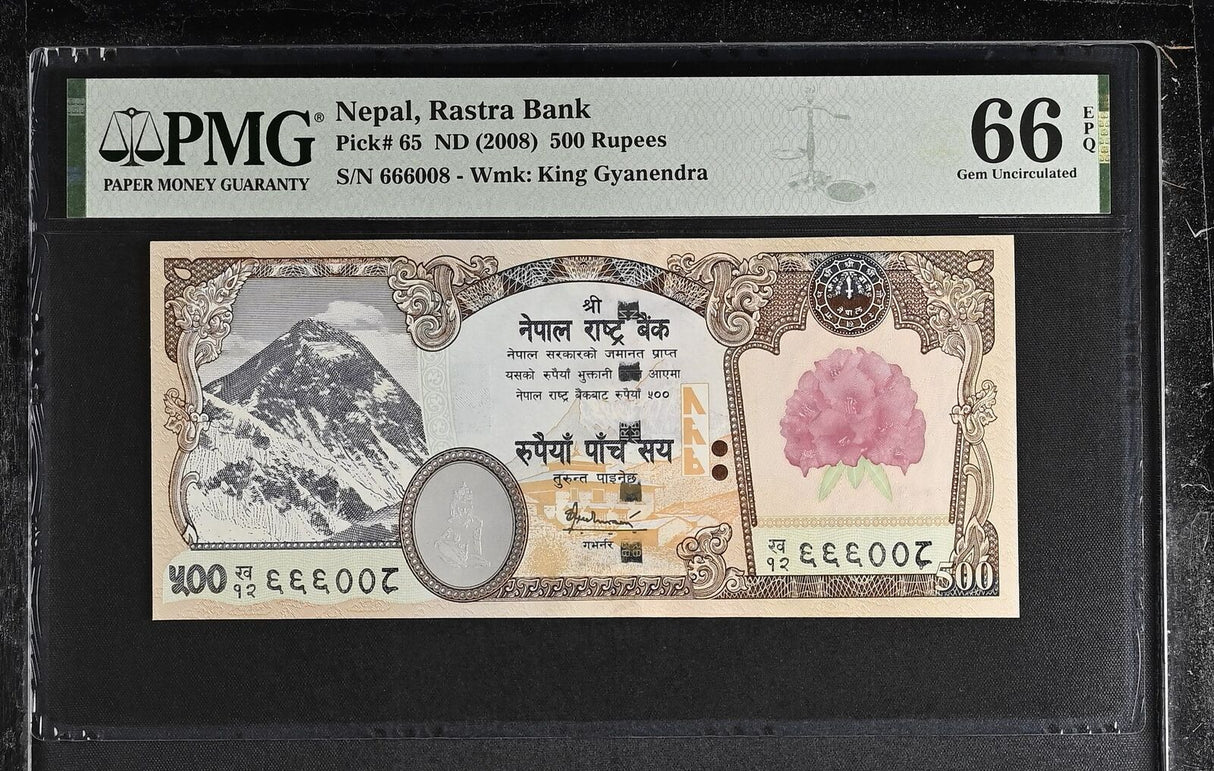 PMG®
PAPER MONEY GUARANTY
Nepal, Rastra Bank
Pick# 65 ND (2008) 500 Rupees
S/N 666008 - Wmk: King Gyanendra
66
EPQ
Gem Uncirculated
श्री
नेपाल राष्ट्र बैंक
नेपाल सरकारको जमानत प्राप्त
यसको रुपैयाँ भुक्तानी आएमा
नेपाल राष्ट्र बैंकबाट रुपैयाँ ५००
रुपैयाँ पाँच सय
तुरुन्त पाइनेछ
गभर्नर
५०० ख १२ ६६६००८
ख १२ ६६६००८
500